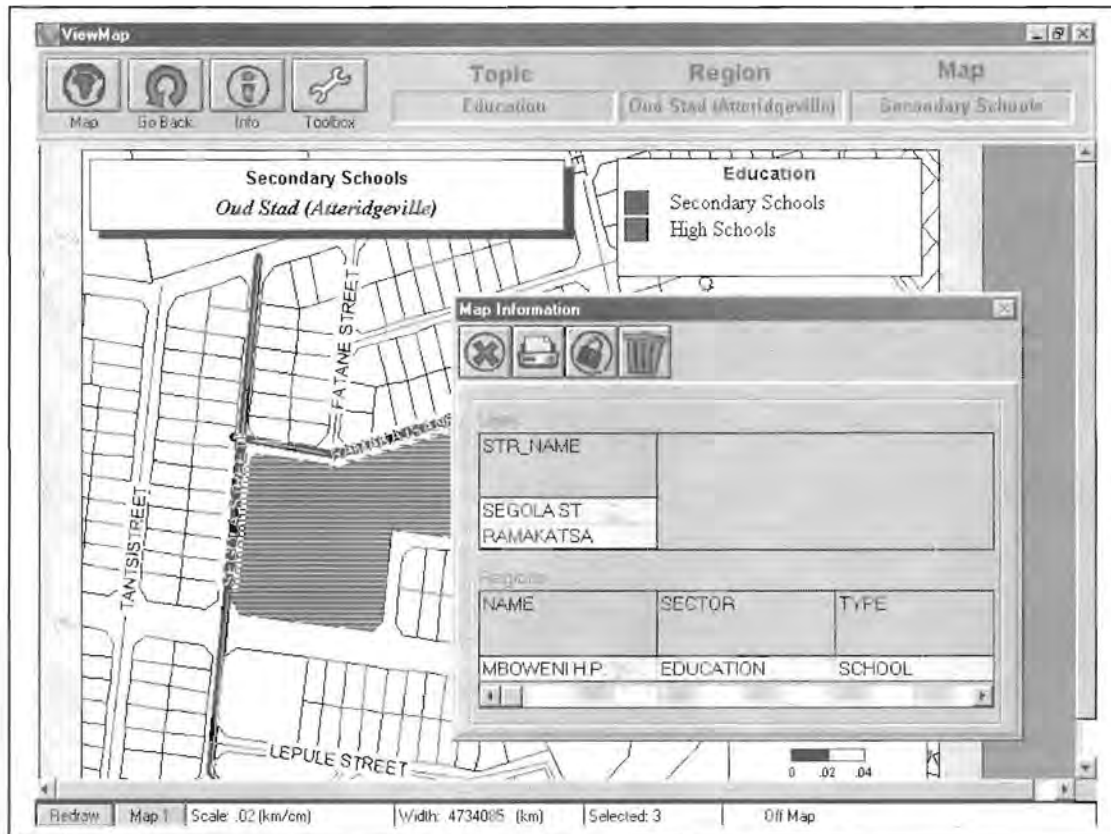 ViewMap
Topic Region Map
Education Oud Stad (Atteridgeville) Secondary Schools
Map Go Back Info Toolbox
Secondary Schools
Oud Stad (Atteridgeville)
Education
Secondary Schools
High Schools
FATANE STREET
TANTSISTREET
LEPULE STREET
Map Information
STR_NAME
SEGOLA ST
RAMAKATSA
Regions
NAME SECTOR TYPE
MBOWENI H.P. EDUCATION SCHOOL
0 .02 .04
Redraw Map 1 Scale: .02 (km/cm) Width: .4734085 (km) Selected: 3 Off Map